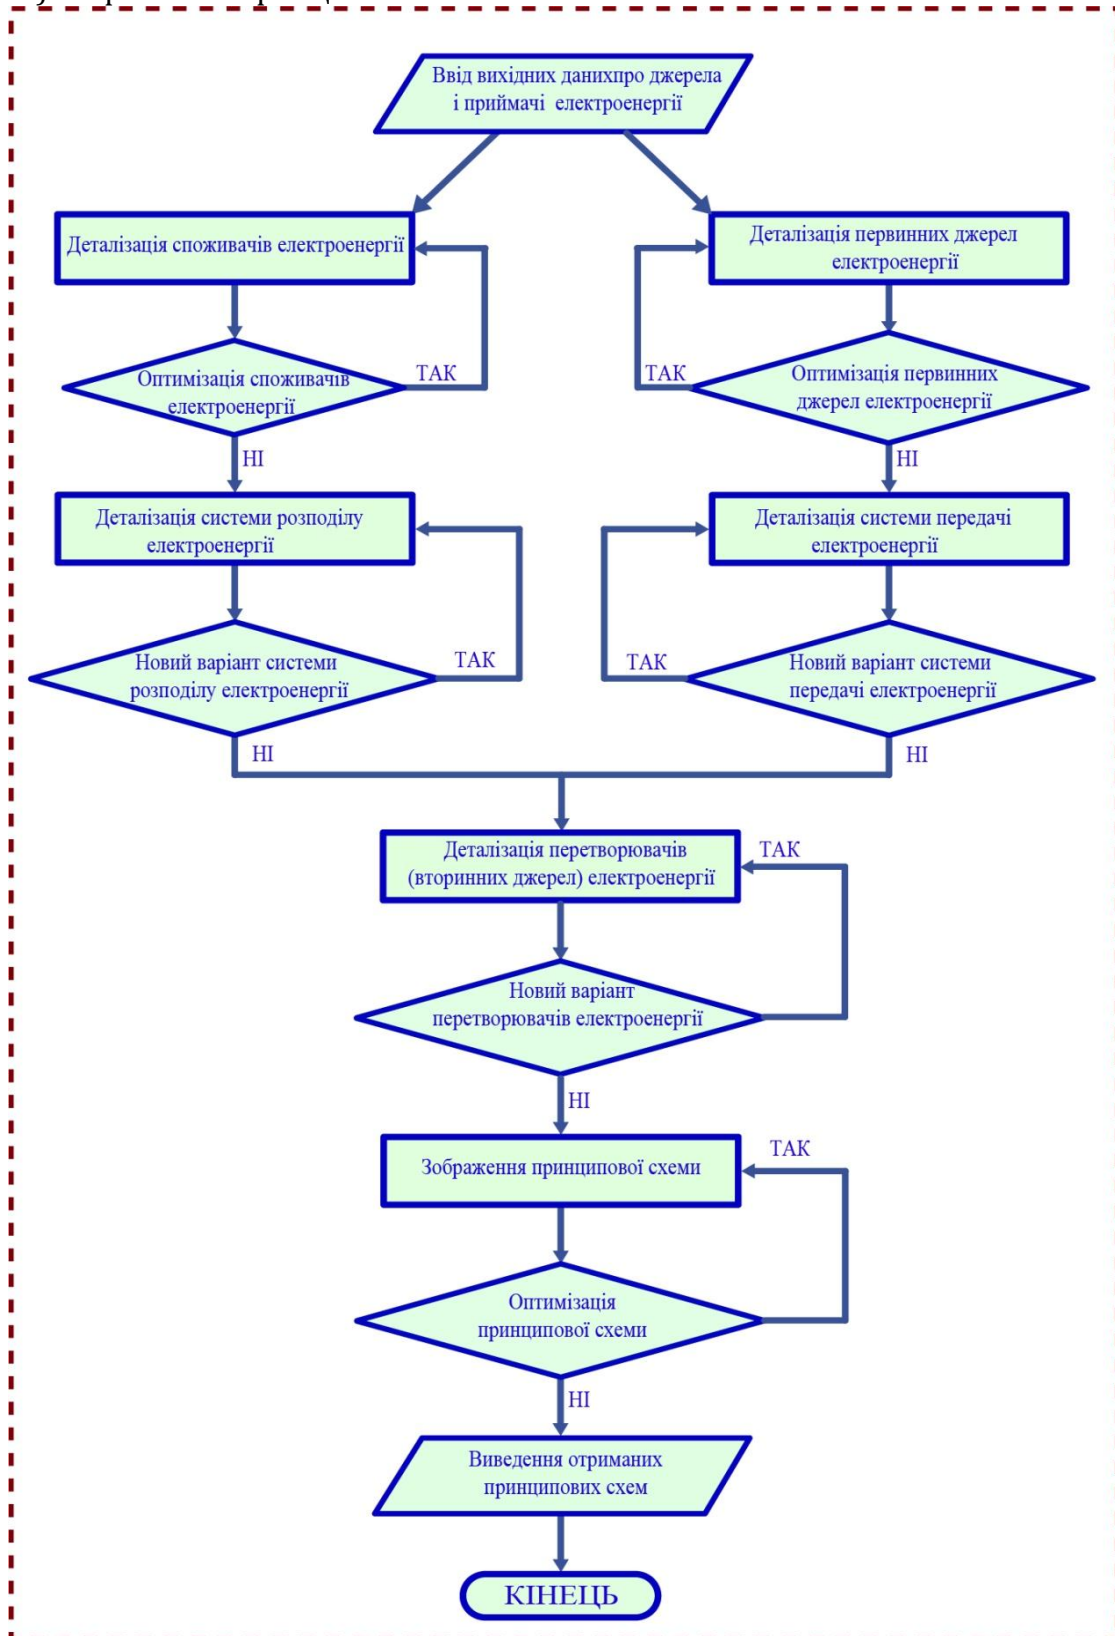 Ввід вихідних данихпро джерела
і приймачі електроенергії
Деталізація споживачів електроенергії
Деталізація первинних джерел
електроенергії
Оптимізація споживачів
електроенергії
ТАК
ТАК
Оптимізація первинних
джерел електроенергії
НІ
НІ
Деталізація системи розподілу
електроенергії
Деталізація системи передачі
електроенергії
Новий варіант системи
розподілу електроенергії
ТАК
ТАК
Новий варіант системи
передачі електроенергії
НІ
НІ
Деталізація перетворювачів
(вторинних джерел) електроенергії
ТАК
Новий варіант
перетворювачів електроенергії
НІ
Зображення принципової схеми
ТАК
Оптимізація
принципової схеми
НІ
Виведення отриманих
принципових схем
КІНЕЦЬ